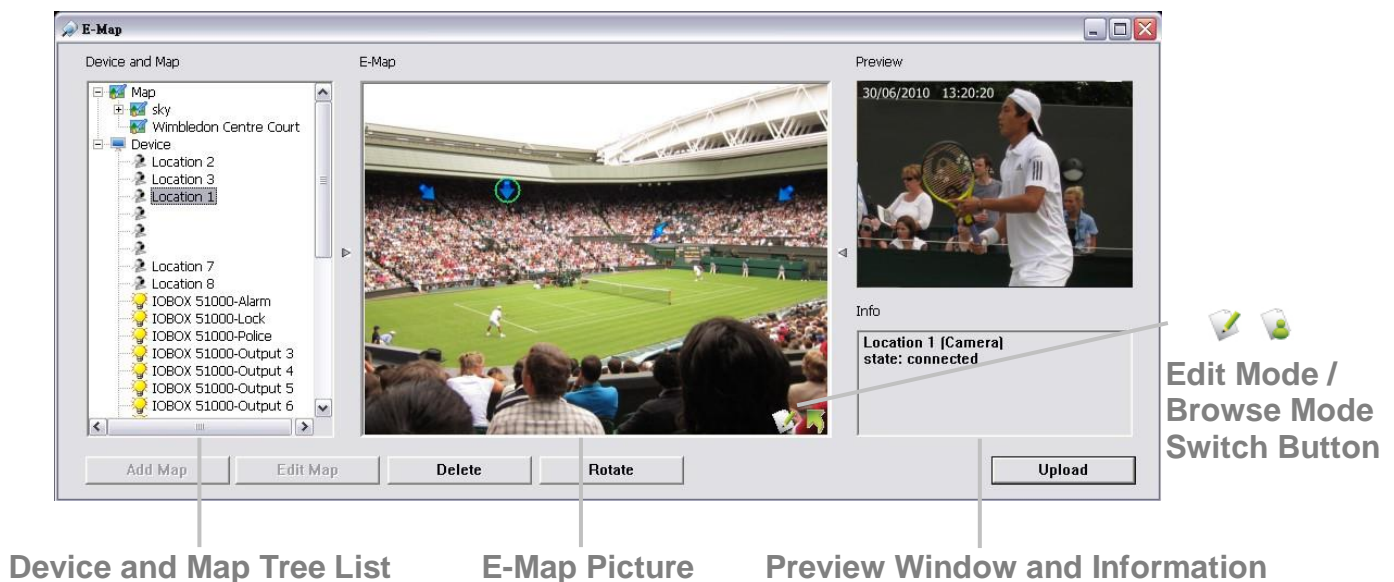 E-Map
Device and Map
Map
sky
Wimbledon Centre Court
Device
Location 2
Location 3
Location 1
Location 7
Location 8
IOBOX 51000-Alarm
IOBOX 51000-Lock
IOBOX 51000-Police
IOBOX 51000-Output 3
IOBOX 51000-Output 4
IOBOX 51000-Output 5
IOBOX 51000-Output 6
E-Map
Preview
30/06/2010 13:20:20
Info
Location 1 (Camera)
state: connected
Add Map
Edit Map
Delete
Rotate
Upload
Edit Mode /
Browse Mode
Switch Button
Device and Map Tree List
E-Map Picture
Preview Window and Information